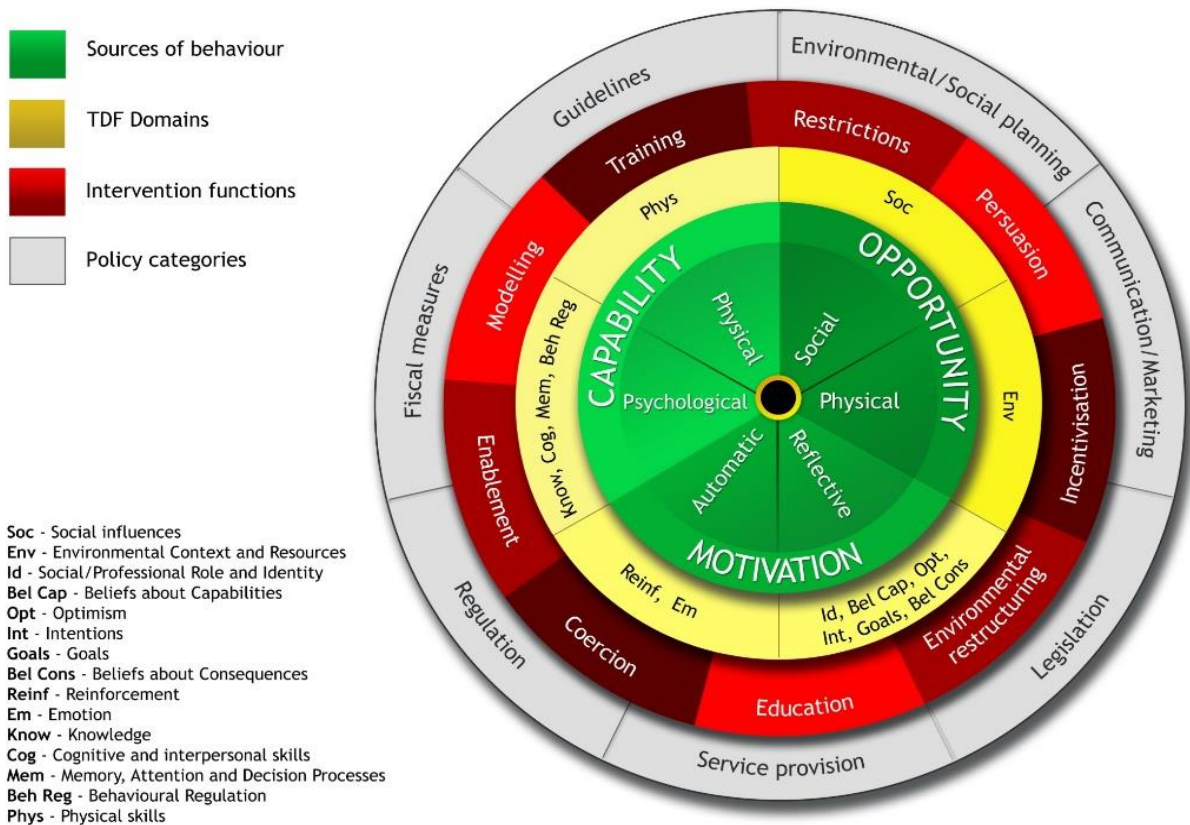 Sources of behaviour
TDF Domains
Intervention functions
Policy categories
Soc - Social influences
Env - Environmental Context and Resources
Id - Social/Professional Role and Identity
Bel Cap - Beliefs about Capabilities
Opt - Optimism
Int - Intentions
Goals - Goals
Bel Cons - Beliefs about Consequences
Reinf - Reinforcement
Em - Emotion
Know - Knowledge
Cog - Cognitive and interpersonal skills
Mem - Memory, Attention and Decision Processes
Beh Reg - Behavioural Regulation
Phys - Physical skills
Guidelines
Environmental/Social planning
Communication/Marketing
Legislation
Service provision
Regulation
Fiscal measures
Training
Restrictions
Persuasion
Incentivisation
Environmental
restructuring
Education
Coercion
Enablement
Modelling
Phys
Soc
Env
Id, Bel Cap, Opt,
Int, Goals, Bel Cons
Reinf, Em
Know, Cog, Mem, Beh Reg
CAPABILITY
OPPORTUNITY
MOTIVATION
Physical
Social
Physical
Reflective
Automatic
Psychological